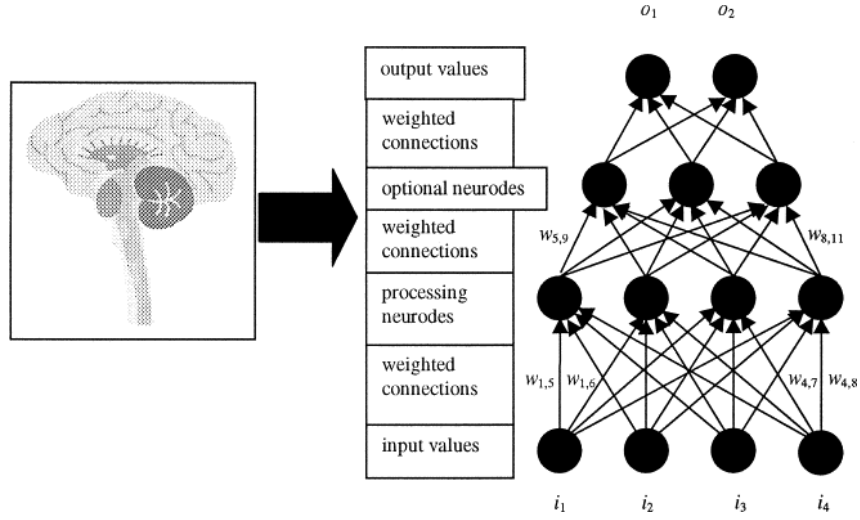 o1 o2
output values
weighted
connections
optional neurodes
weighted
connections
w5,9 w8,11
processing
neurodes
weighted
connections
w1,5 w1,6 w4,7 w4,8
input values
i1 i2 i3 i4